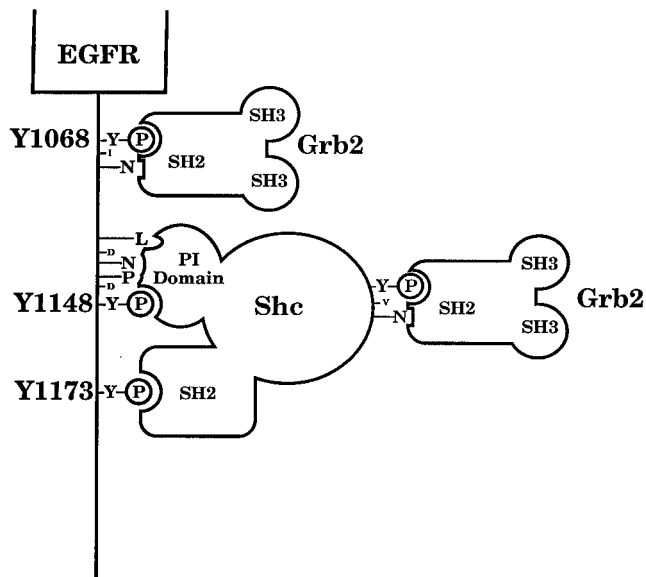 EGFR
Y1068
Y P
I
N
SH2
SH3
SH3
Grb2
L
D
N
P
D
Y1148
Y P
PI
Domain
Shc
Y P
V
N
SH2
SH3
SH3
Grb2
Y1173
Y P
SH2